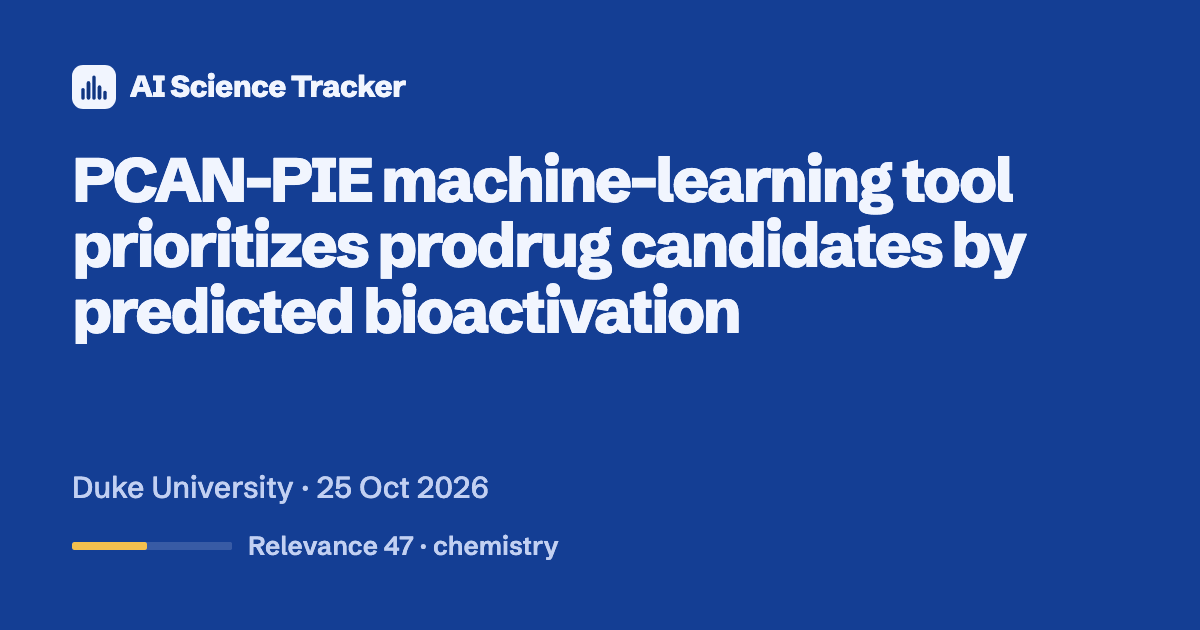 AI Science Tracker
PCAN-PIE machine-learning tool
prioritizes prodrug candidates by
predicted bioactivation
Duke University · 25 Oct 2026
Relevance 47 · chemistry